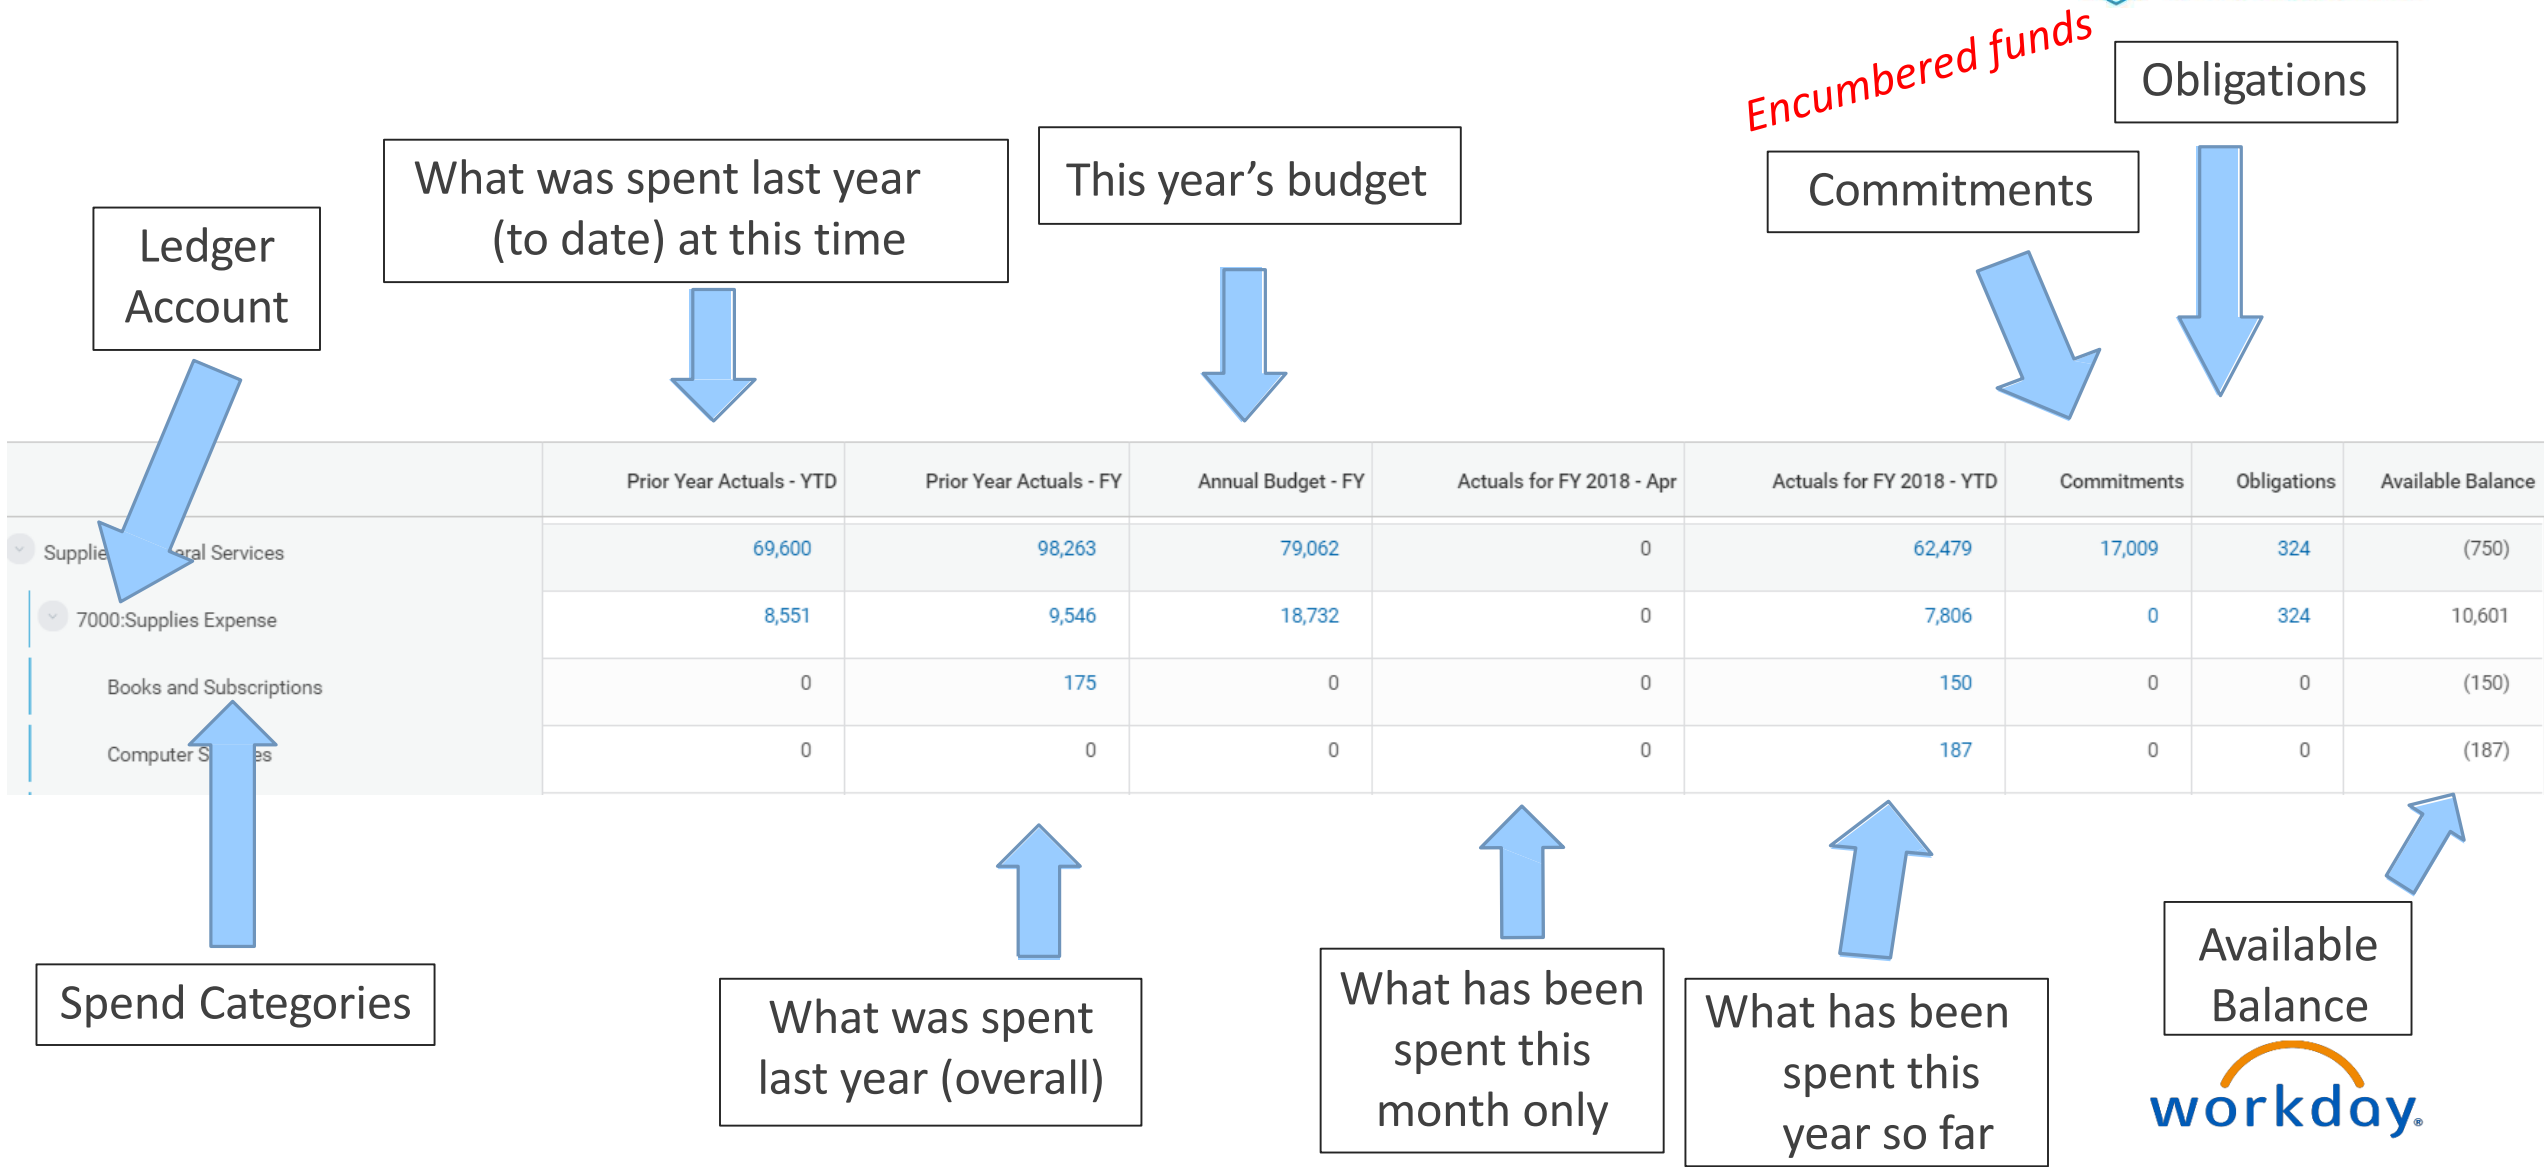 Encumbered funds
Obligations
Commitments
What was spent last year
(to date) at this time
This year’s budget
Ledger
Account
Prior Year Actuals - YTD Prior Year Actuals - FY Annual Budget - FY Actuals for FY 2018 - Apr Actuals for FY 2018 - YTD Commitments Obligations Available Balance
Services 69,600 98,263 79,062 0 62,479 17,009 324 (750)
7000:Supplies Expense 8,551 9,546 18,732 0 7,806 0 324 10,601
Books and Subscriptions 0 175 0 0 150 0 0 (150)
Computer 0 0 0 0 187 0 0 (187)
Spend Categories
What was spent
last year (overall)
What has been
spent this
month only
What has been
spent this
year so far
Available
Balance
workday®